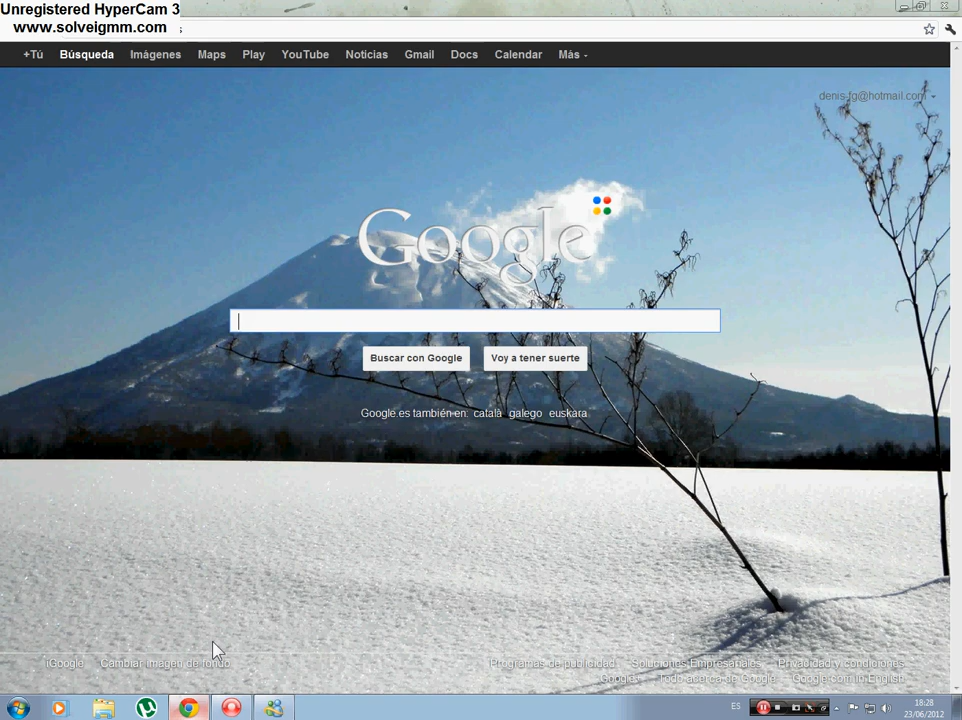 Unregistered HyperCam 3
www.solveigmm.com
+Tú Búsqueda Imágenes Maps Play YouTube Noticias Gmail Docs Calendar Más
denis-fg@hotmail.com
Google
Buscar con Google Voy a tener suerte
Google.es también en: català galego euskara
iGoogle Cambiar imagen de fondo Programas de publicidad Soluciones Empresariales Privacidad y condiciones
Google Todo acerca de Google Google.com in English
ES 18:28
23/06/2012